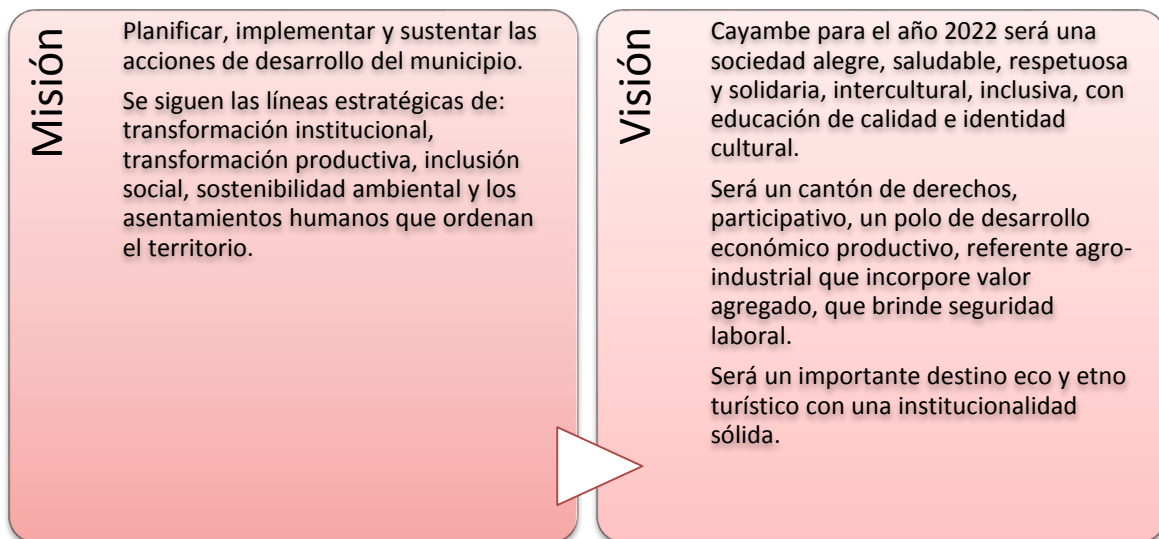 Misión
Planificar, implementar y sustentar las
acciones de desarrollo del municipio.
Se siguen las líneas estratégicas de:
transformación institucional,
transformación productiva, inclusión
social, sostenibilidad ambiental y los
asentamientos humanos que ordenan
el territorio.
Visión
Cayambe para el año 2022 será una
sociedad alegre, saludable, respetuosa
y solidaria, intercultural, inclusiva, con
educación de calidad e identidad
cultural.
Será un cantón de derechos,
participativo, un polo de desarrollo
económico productivo, referente agro-
industrial que incorpore valor
agregado, que brinde seguridad
laboral.
Será un importante destino eco y etno
turístico con una institucionalidad
sólida.